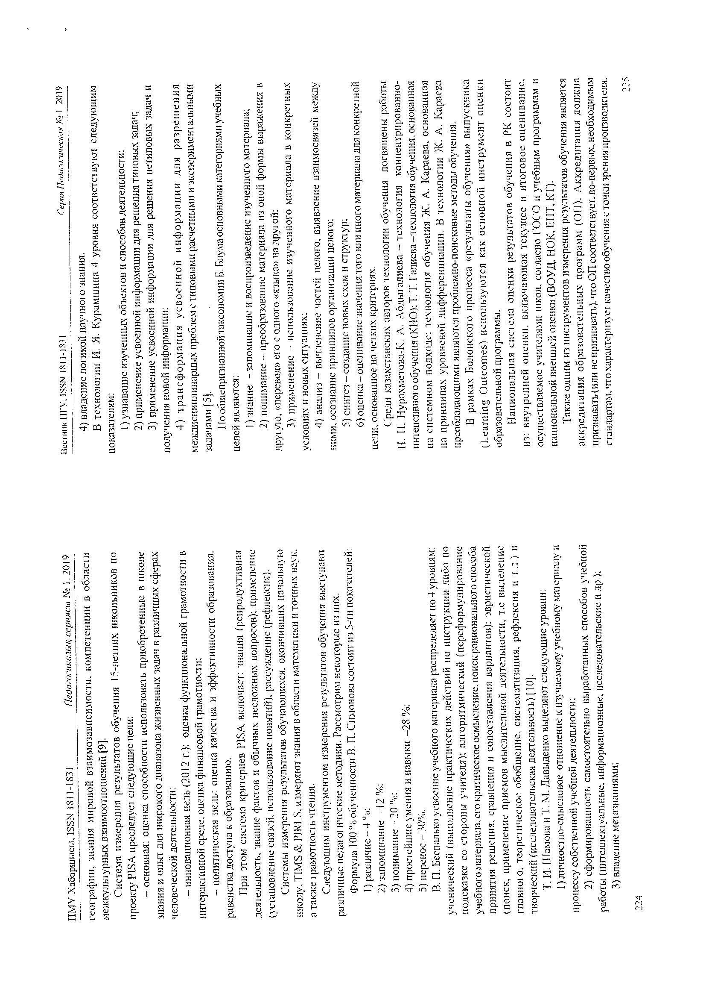 ПМУ Хабаршысы, ISSN 1811-1831 Педагогикалық сериясы № 1. 2019
географии, знания мировой взаимозависимости, компетенции в области
межкультурных взаимоотношений [9].
Система измерения результатов обучения 15-летних школьников по
проекту PISA преследует следующие цели:
– основная: оценка способности использовать приобретенные в школе
знания и опыт для широкого диапазона жизненных задач в различных сферах
человеческой деятельности:
– инновационная цель (2012 г.): оценка функциональной грамотности в
интерактивной среде, оценка финансовой грамотности:
– политическая цель: оценка качества и эффективности образования,
равенства доступа к образованию.
При этом система критериев PISA включает: знания (репродуктивная
деятельность, знание фактов и обычных несложных вопросов); применение
(установление связей, использование понятий); рассуждение (рефлексия).
Системы измерения результатов обучающихся, окончивших начальную
школу, TIMS & PIRLS, измеряют знания в области математики и точных наук,
а также грамотность чтения.
Следующим инструментом измерения результатов обучения выступают
различные педагогические методики. Рассмотрим некоторые из них.
Формула 100 % обученности В. П. Симонова состоит из 5-ти показателей:
1) различие – 4 %;
2) запоминание – 12 %;
3) понимание – 20 %;
4) простейшие умения и навыки –28 %;
5) перенос – 30%.
В. П. Беспалько усвоение учебного материала распределяет по 4 уровням:
ученический (выполнение практических действий по инструкции либо по
подсказке со стороны учителя); алгоритмический (переформулирование
учебного материала, его критическое осмысление, поиск рационального способа
принятия решения, сравнения и сопоставления вариантов); эвристический
(поиск, применение приемов мыслительной деятельности, т.е выделение
главного, теоретическое обобщение, систематизация, рефлексия и т.д.) и
творческий (исследовательская деятельность) [10].
Т. И. Шамова и Т. М. Давыденко выделяют следующие уровни:
1) личностно-смысловое отношение к изучаемому учебному материалу и
процессу собственной учебной деятельности;
2) сформированность самостоятельно выработанных способов учебной
работы (интеллектуальные, информационные, исследовательские и др.);
3) владение метазнаниями;
224
Вестник ПГУ, ISSN 1811-1831 Серия Педагогическая № 1 2019
4) владение логикой научного знания.
В технологии И. Я. Курамшина 4 уровня соответствуют следующим
показателям:
1) узнавание изученных объектов и способов деятельности;
2) применение усвоенной информации для решения типовых задач;
3) применение усвоенной информации для решения нетиповых задач и
получения новой информации;
4) трансформация усвоенной информации для разрешения
междисциплинарных проблем с типовыми расчетными и экспериментальными
задачами [5].
По общепризнанной таксономии Б. Блума основными категориями учебных
целей являются:
1) знание – запоминание и воспроизведение изученного материала;
2) понимание – преобразование материала из оной формы выражения в
другую, «перевод» его с одного «языка» на другой;
3) применение – использование изученного материала в конкретных
условиях и новых ситуациях;
4) анализ – вычленение частей целого, выявление взаимосвязей между
ними, осознание принципов организации целого;
5) синтез – создание новых схем и структур;
6) оценка – оценивание значения того или иного материала для конкретной
цели, основанное на четких критериях.
Среди казахстанских авторов технологии обучения посвящены работы
Н. Н. Нурахметова-К. А. Абдыгалиева – технология концентрированно-
интенсивного обучения (КИО); Т. Т. Галиева –технология обучения, основанная
на системном подходе; технология обучения Ж. А. Караева, основанная
на принципах уровневой дифференциации. В технологии Ж. А. Караева
преобладающими являются проблемно-поисковые методы обучения.
В рамках Болонского процесса «результаты обучения» выпускника
(Learning Outcomes) используются как основной инструмент оценки
образовательной программы.
Национальная система оценки результатов обучения в РК состоит
из: внутренней оценки, включающая текущее и итоговое оценивание,
осуществляемое учителями школ, согласно ГОСО и учебным программам и
национальной внешней оценки (ВОУД, НОК, ЕНТ, КТ).
Также одним из инструментов измерения результатов обучения является
аккредитация образовательных программ (ОП). Аккредитация должна
признавать (или не признавать), что ОП соответствует, во-первых, необходимым
стандартам, что характеризует качество обучения с точки зрения производителя,
225